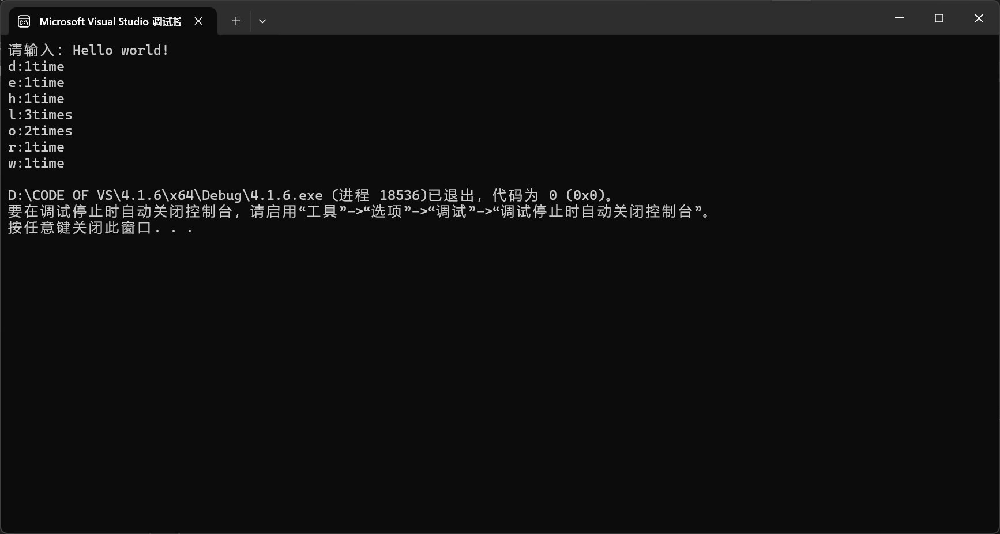 Microsoft Visual Studio 调试控
请输入: Hello world!
d:1time
e:1time
h:1time
l:3times
o:2times
r:1time
w:1time
D:\CODE OF VS\4.1.6\x64\Debug\4.1.6.exe (进程 18536)已退出，代码为 0 (0x0)。
要在调试停止时自动关闭控制台，请启用“工具”->“选项”->“调试”->“调试停止时自动关闭控制台”。
按任意键关闭此窗口. . .